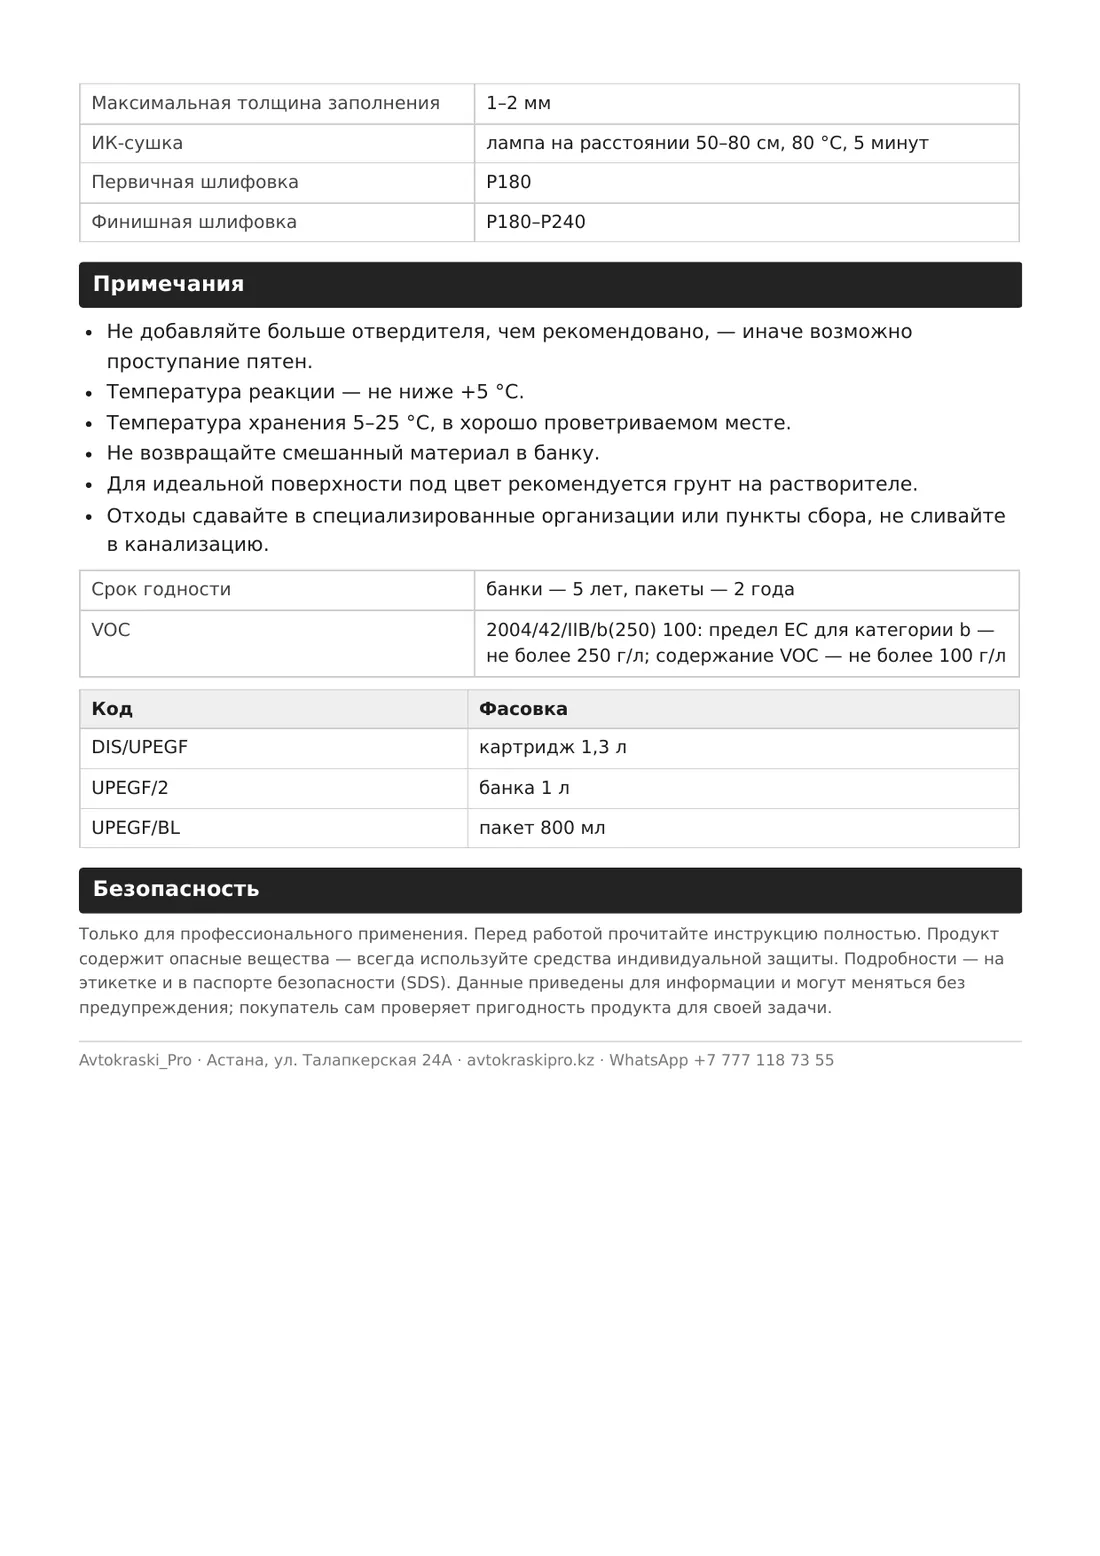 Максимальная толщина заполнения 1–2 мм
ИК-сушка лампа на расстоянии 50–80 см, 80 °C, 5 минут
Первичная шлифовка P180
Финишная шлифовка P180–P240
Примечания
• Не добавляйте больше отвердителя, чем рекомендовано, — иначе возможно
проступание пятен.
• Температура реакции — не ниже +5 °C.
• Температура хранения 5–25 °C, в хорошо проветриваемом месте.
• Не возвращайте смешанный материал в банку.
• Для идеальной поверхности под цвет рекомендуется грунт на растворителе.
• Отходы сдавайте в специализированные организации или пункты сбора, не сливайте
в канализацию.
Срок годности банки — 5 лет, пакеты — 2 года
VOC 2004/42/IIB/b(250) 100: предел ЕС для категории b —
не более 250 г/л; содержание VOC — не более 100 г/л
Код Фасовка
DIS/UPEGF картридж 1,3 л
UPEGF/2 банка 1 л
UPEGF/BL пакет 800 мл
Безопасность
Только для профессионального применения. Перед работой прочитайте инструкцию полностью. Продукт
содержит опасные вещества — всегда используйте средства индивидуальной защиты. Подробности — на
этикетке и в паспорте безопасности (SDS). Данные приведены для информации и могут меняться без
предупреждения; покупатель сам проверяет пригодность продукта для своей задачи.
Avtokraski_Pro · Астана, ул. Талапкерская 24А · avtokraskipro.kz · WhatsApp +7 777 118 73 55